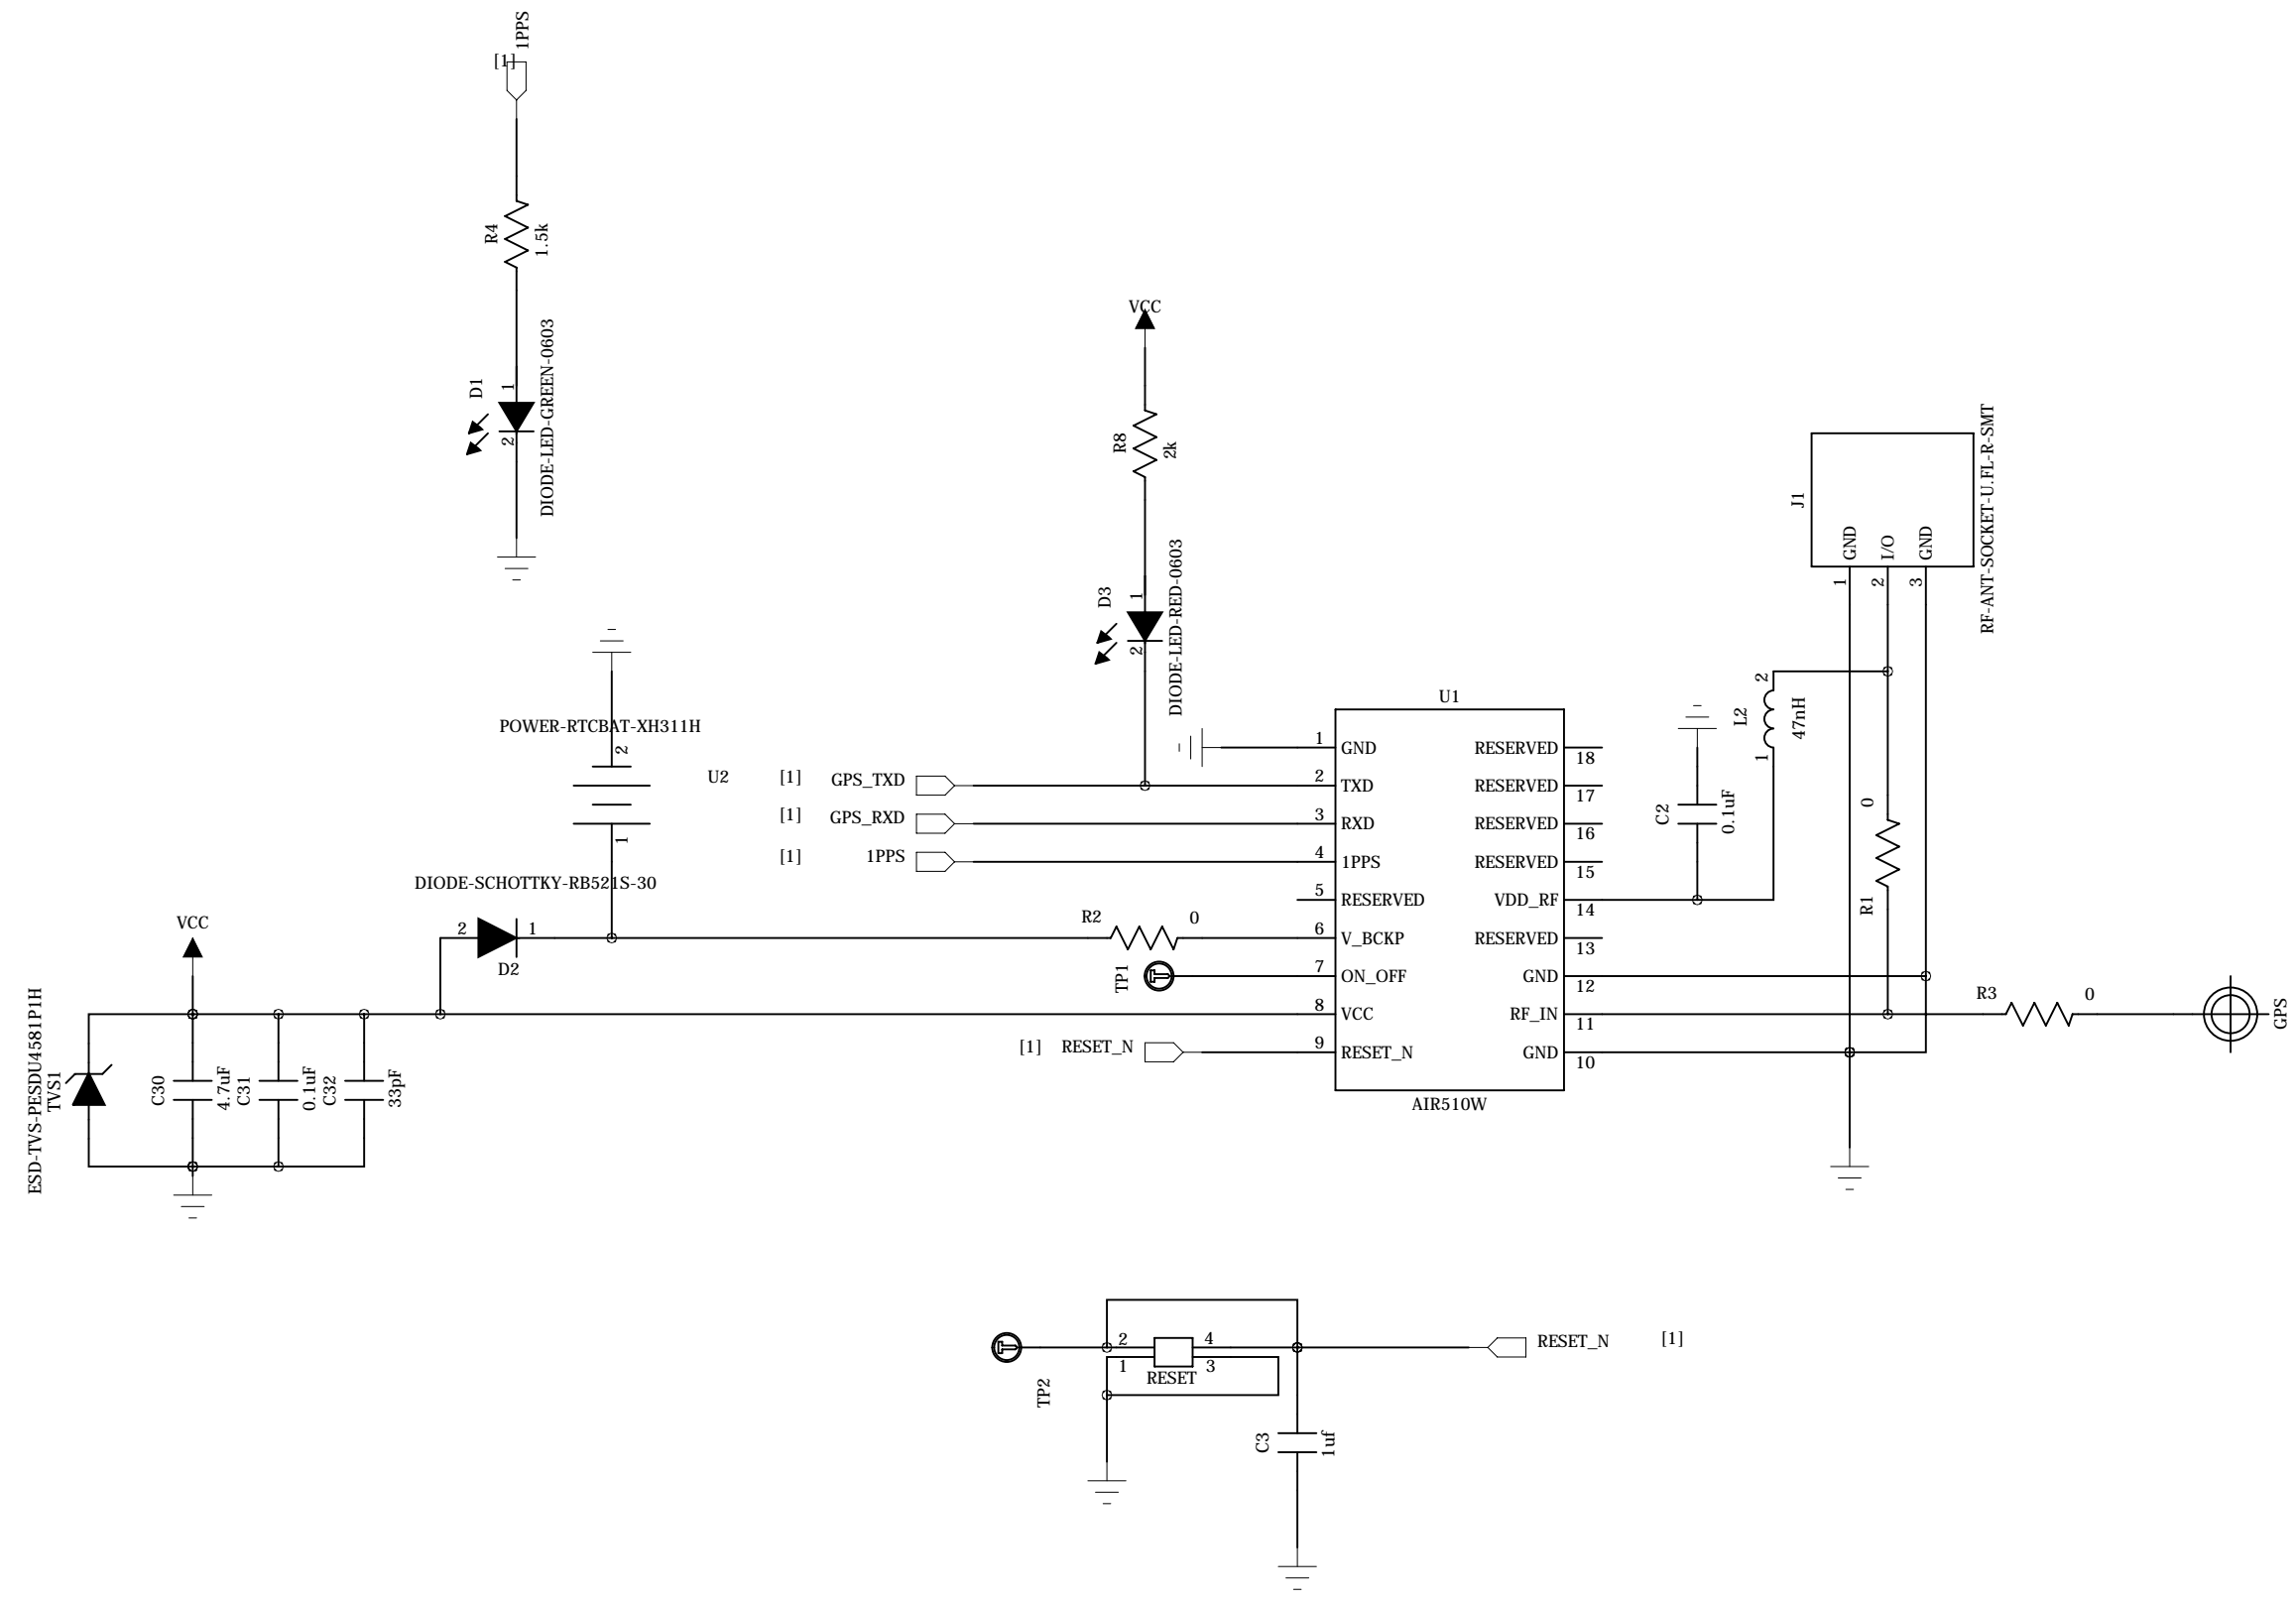 1PPS
[1]
R4
1.5k
D1
1
2
DIODE-LED-GREEN-0603
VCC
R8
2k
D3
1
2
DIODE-LED-RED-0603
J1
GND
I/O
GND
1
2
3
RF-ANT-SOCKET-U.FL-R-SMT
POWER-RTCBAT-XH311H
2
1
U2
DIODE-SCHOTTKY-RB521S-30
2
1
D2
[1] GPS_TXD
[1] GPS_RXD
[1] 1PPS
R2
0
TP1
[1] RESET_N
U1
1 GND
2 TXD
3 RXD
4 1PPS
5 RESERVED
6 V_BCKP
7 ON_OFF
8 VCC
9 RESET_N
RESERVED 18
RESERVED 17
RESERVED 16
RESERVED 15
VDD_RF 14
RESERVED 13
GND 12
RF_IN 11
GND 10
AIR510W
C2
0.1uF
L2
47nH
2
1
0
R1
R3
0
GPS
VCC
ESD-TVS-PESDU4581P1H
TVS1
C30
4.7uF
C31
0.1uF
C32
33pF
TP2
2
1
4
3
RESET
RESET_N [1]
C3
1uf